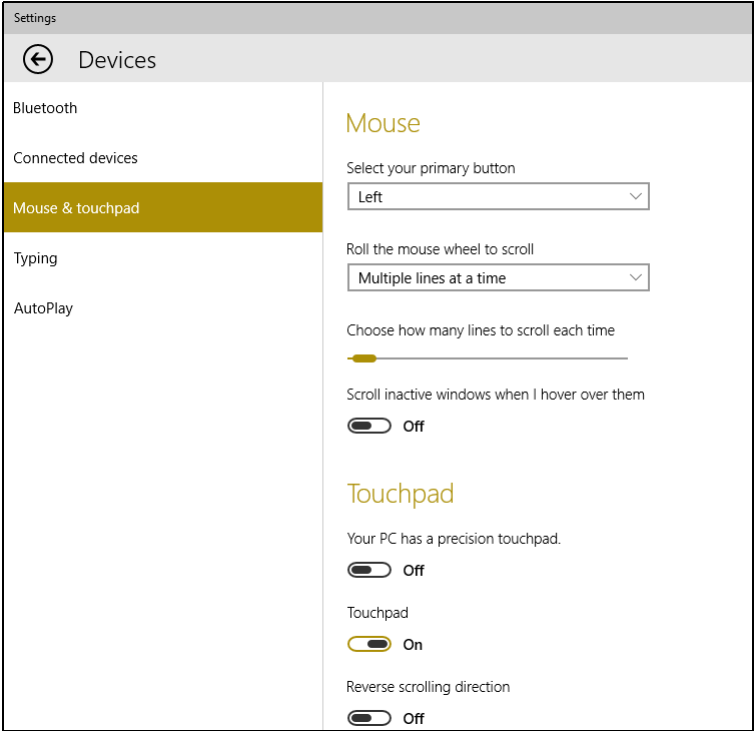 Settings
Devices
Bluetooth
Connected devices
Mouse & touchpad
Typing
AutoPlay
Mouse
Select your primary button
Left
Roll the mouse wheel to scroll
Multiple lines at a time
Choose how many lines to scroll each time
Scroll inactive windows when I hover over them
Off
Touchpad
Your PC has a precision touchpad.
Off
Touchpad
On
Reverse scrolling direction
Off